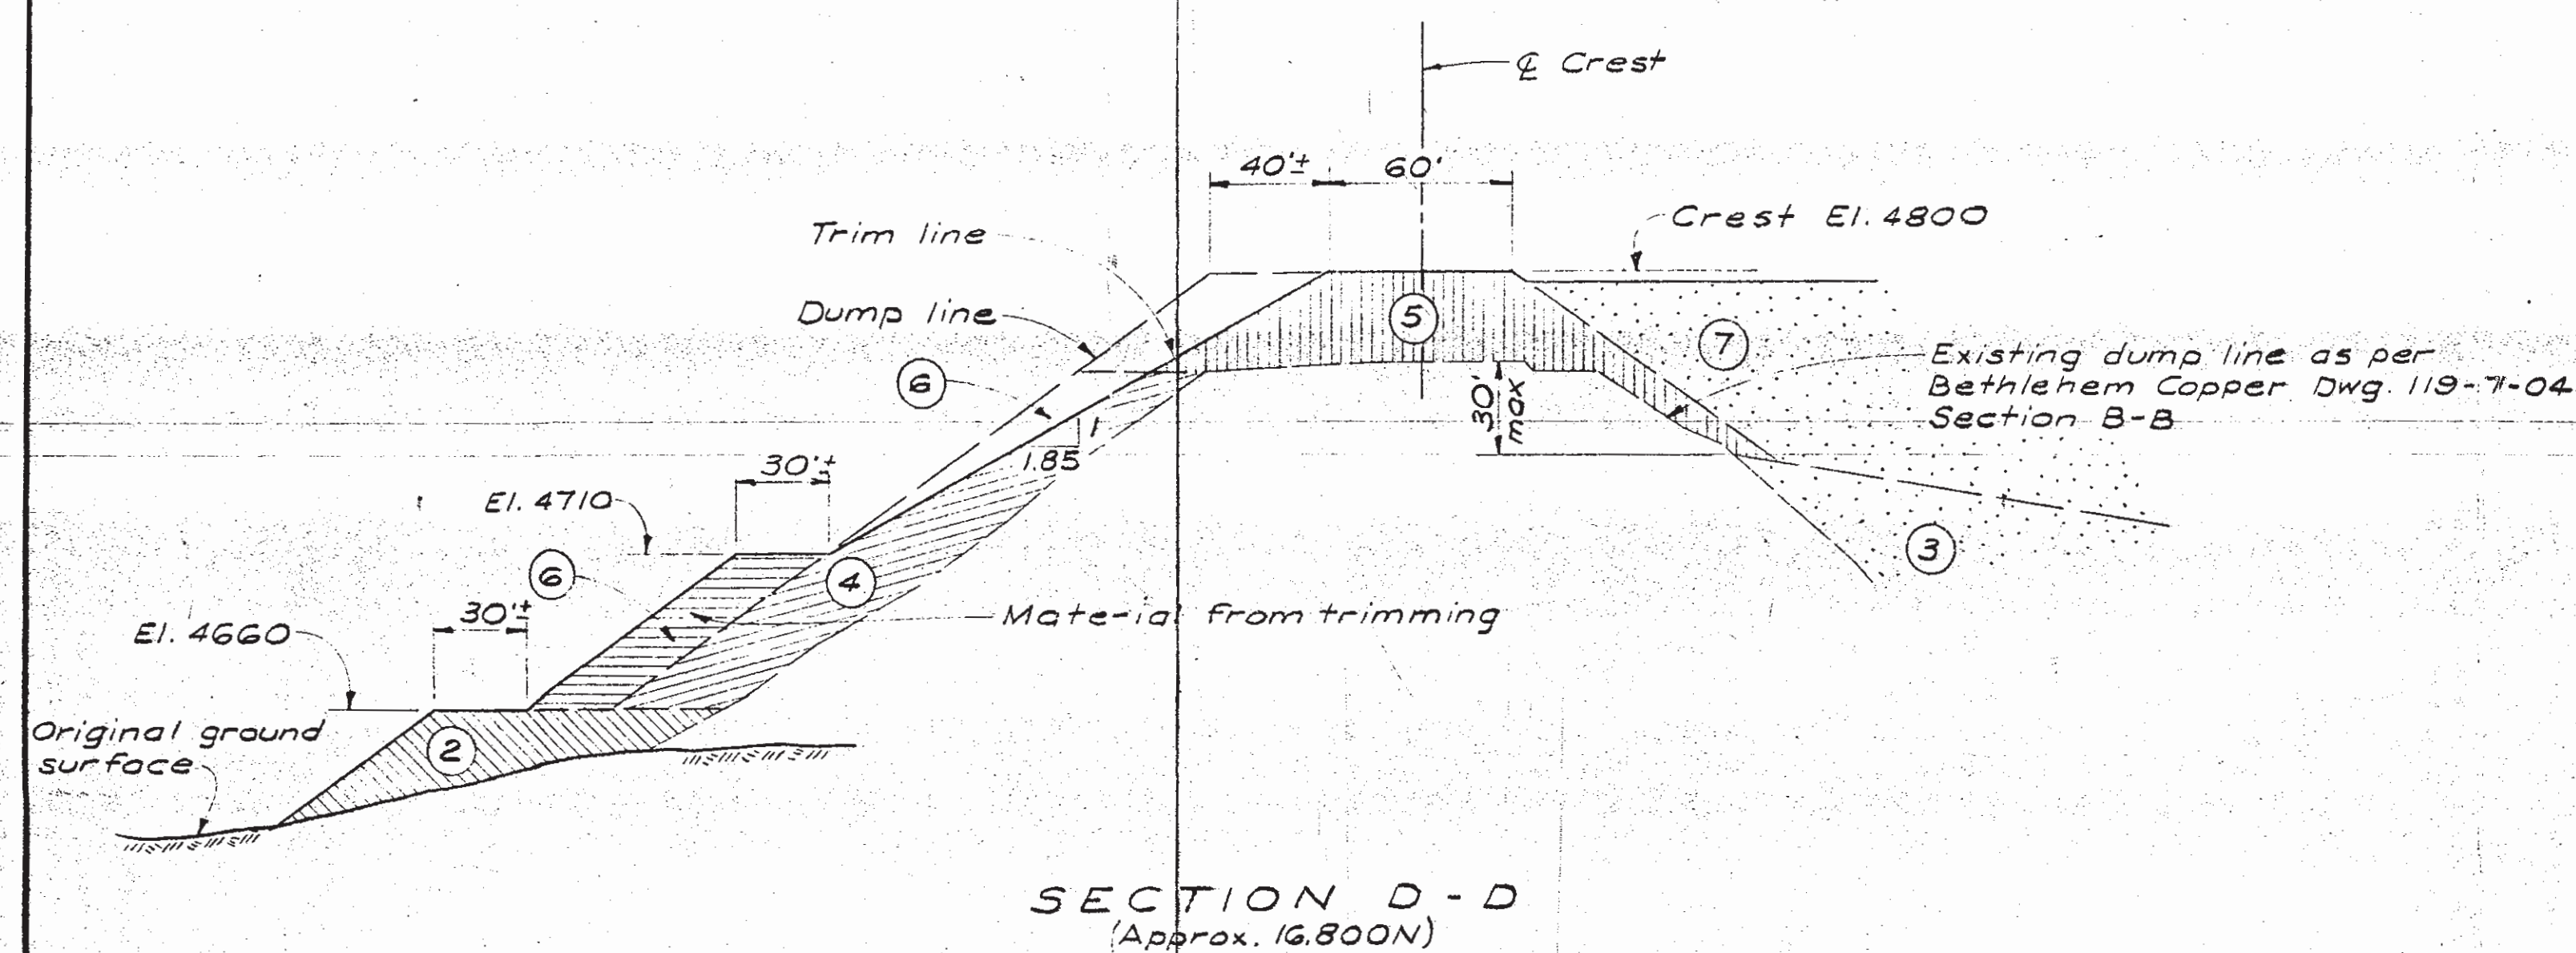 ℄ Crest
40'± 60'
Crest El. 4800
Trim line
Dump line
5
7
6
Existing dump line as per
Bethlehem Copper Dwg. 119-7-04
Section B-B
30'
max
1
1.85
30'±
El. 4710
6
4
3
30'±
El. 4660
Material from trimming
Original ground
surface
2
SECTION D-D
(Approx. 16,800N)